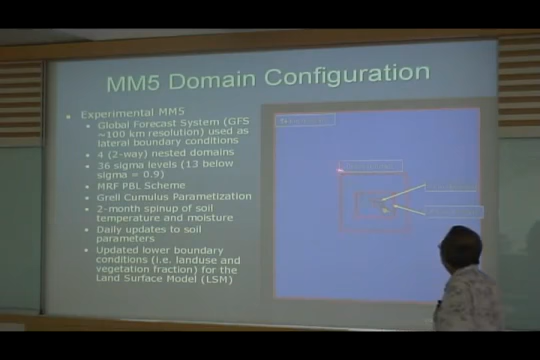 MM5 Domain Configuration
Experimental MM5
Global Forecast System (GFS
~100 km resolution) used as
lateral boundary conditions
4 (2-way) nested domains
36 sigma levels (13 below
sigma = 0.9)
MRF PBL Scheme
Grell Cumulus Parametization
2-month spinup of soil
temperature and moisture
Daily updates to soil
parameters
Updated lower boundary
conditions (i.e. landuse and
vegetation fraction) for the
Land Surface Model (LSM)